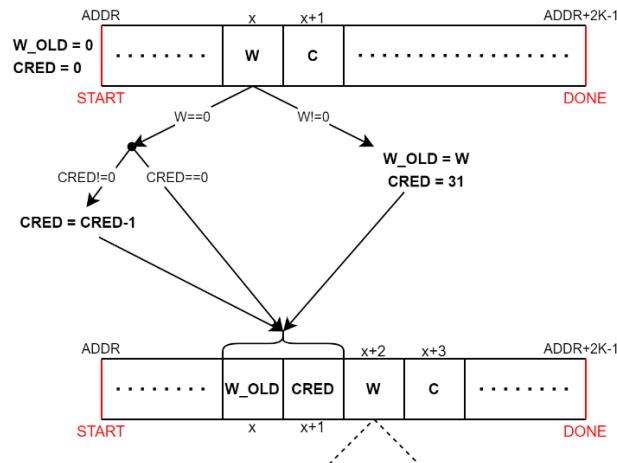 ADDR x x+1 ADDR+2K-1
W_OLD = 0
CRED = 0
W C
START DONE
W==0 W!=0
CRED!=0 CRED==0
W_OLD = W
CRED = 31
CRED = CRED-1
ADDR x+2 x+3 ADDR+2K-1
W_OLD CRED W C
START x x+1 DONE